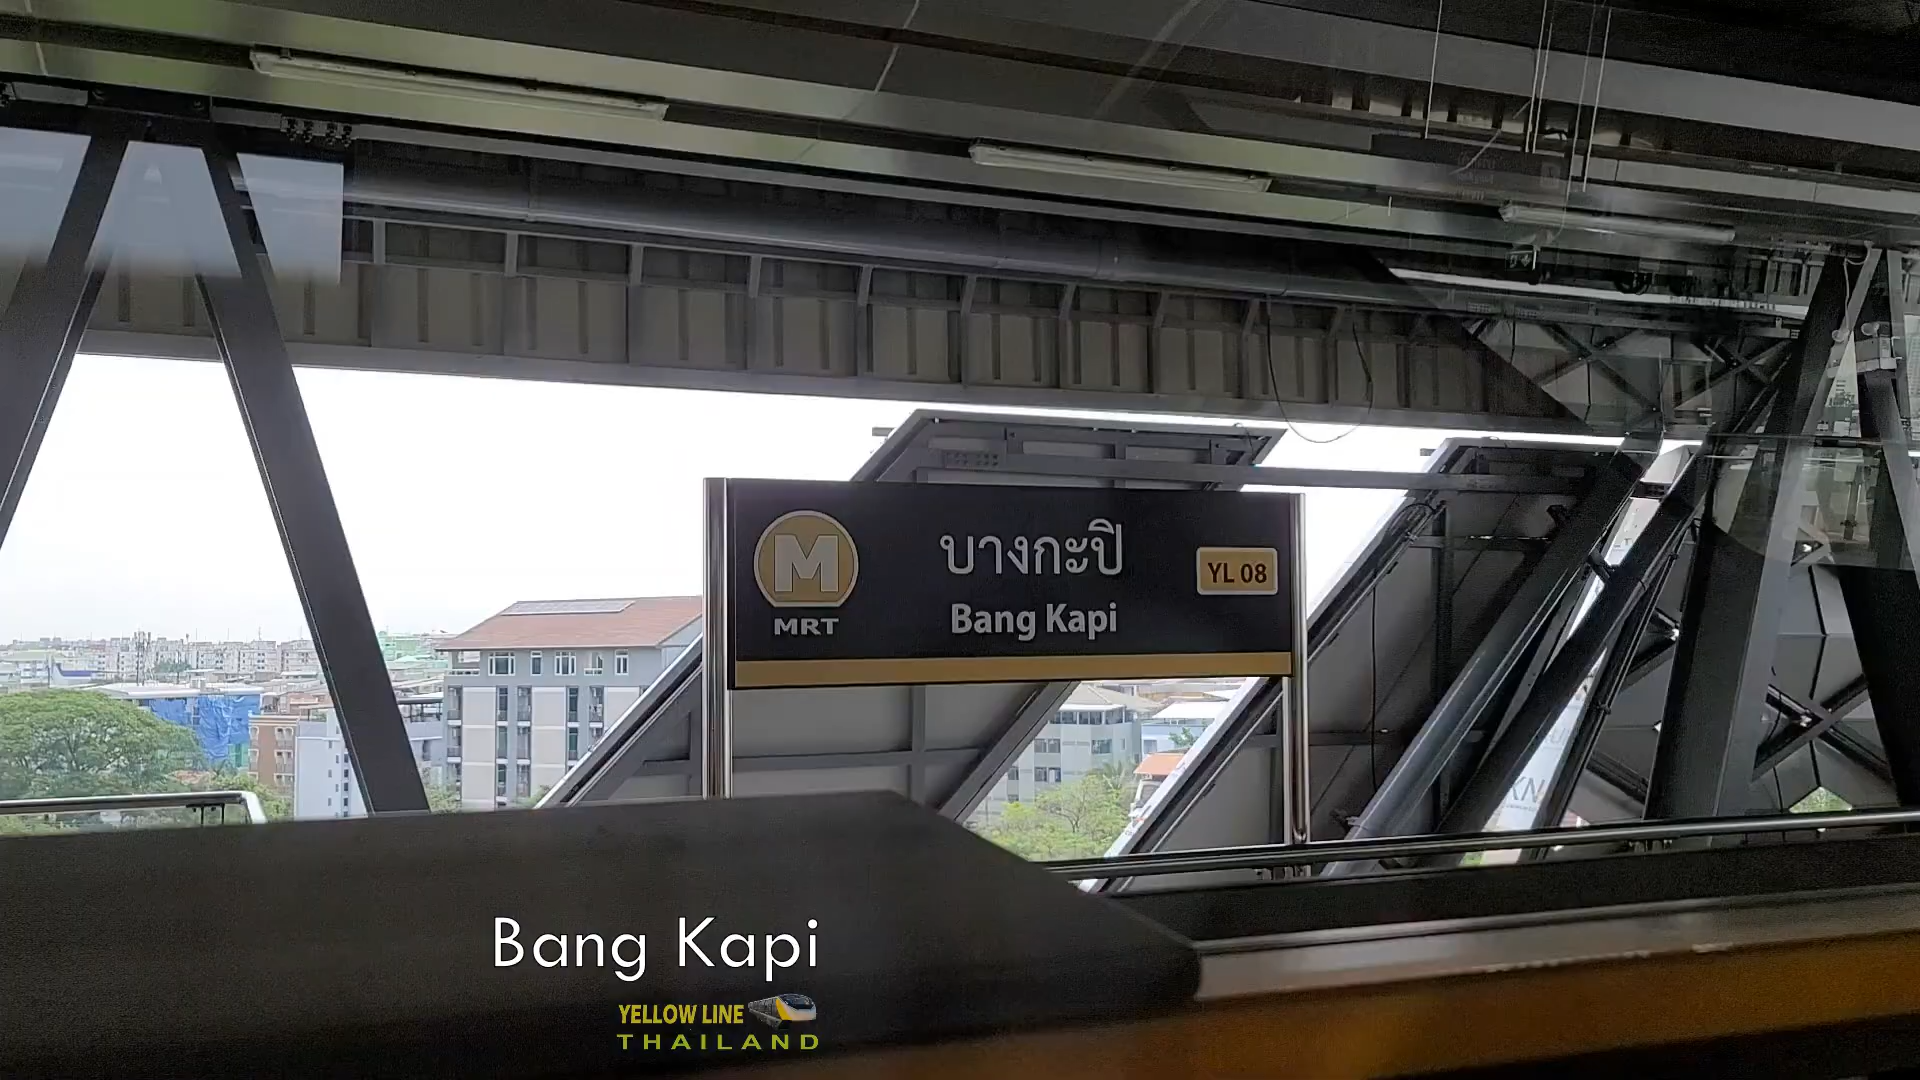 M
MRT
บางกะปิ
Bang Kapi
YL 08
Bang Kapi
YELLOW LINE
THAILAND